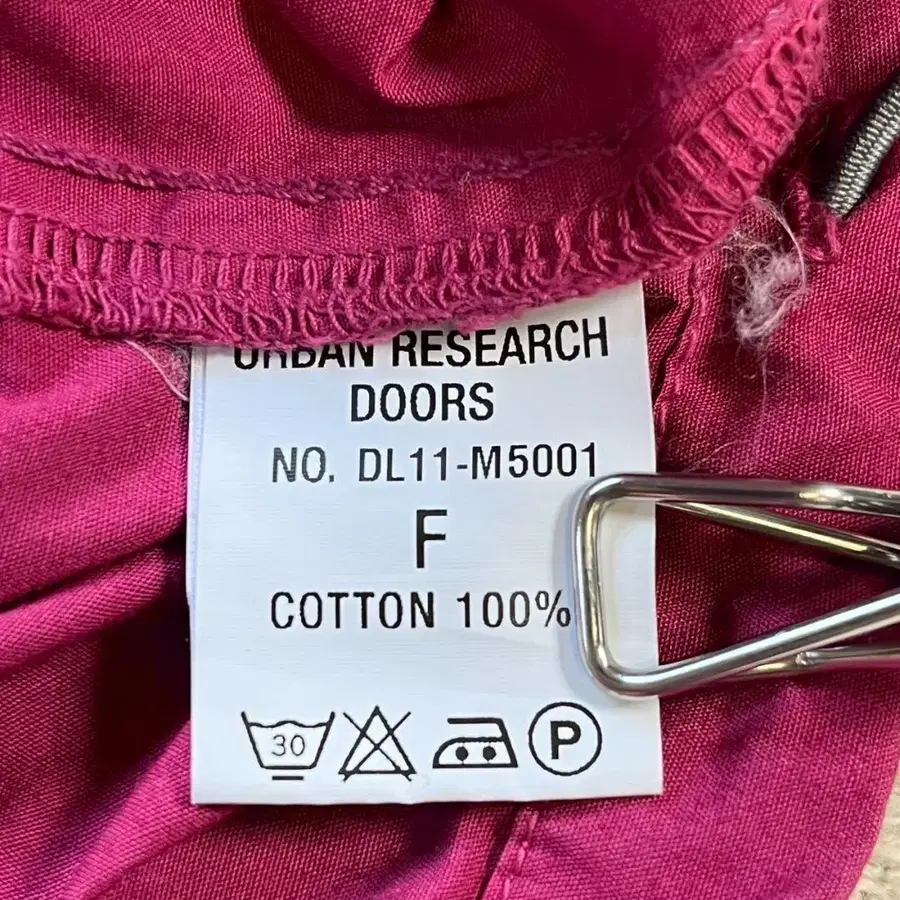 URBAN RESEARCH
DOORS
NO. DL11-M5001
F
COTTON 100%
30 P